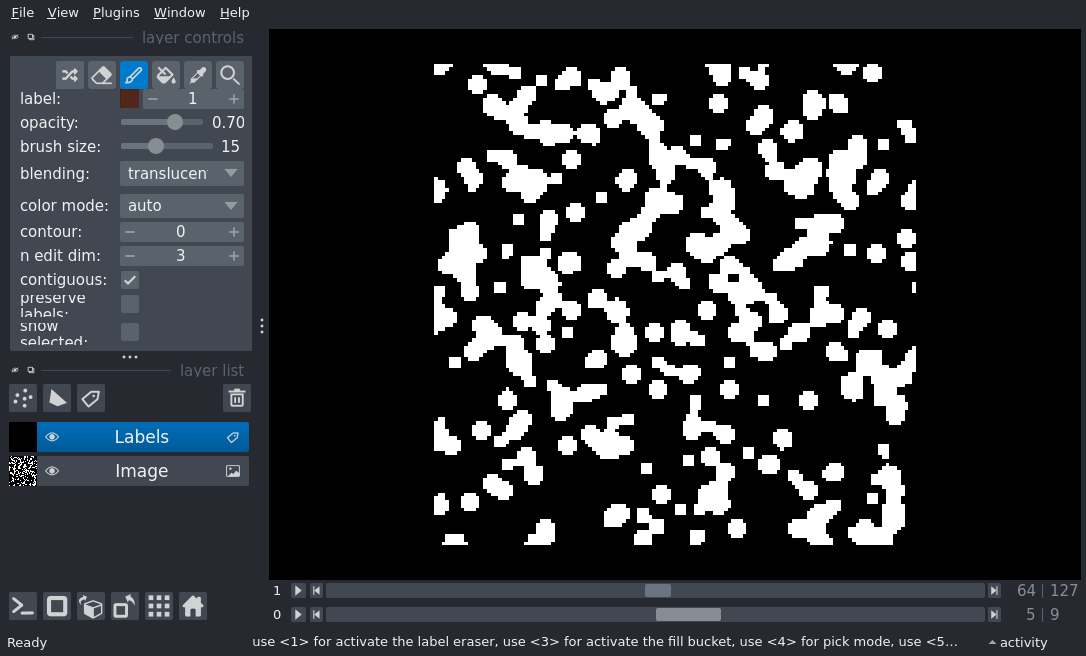 File View Plugins Window Help
layer controls
label: 1
opacity: 0.70
brush size: 15
blending: translucen
color mode: auto
contour: 0
n edit dim: 3
contiguous:
preserve
labels:
show
selected:
layer list
Labels
Image
1 64 | 127
0 5 | 9
Ready use <1> for activate the label eraser, use <3> for activate the fill bucket, use <4> for pick mode, use <5... activity